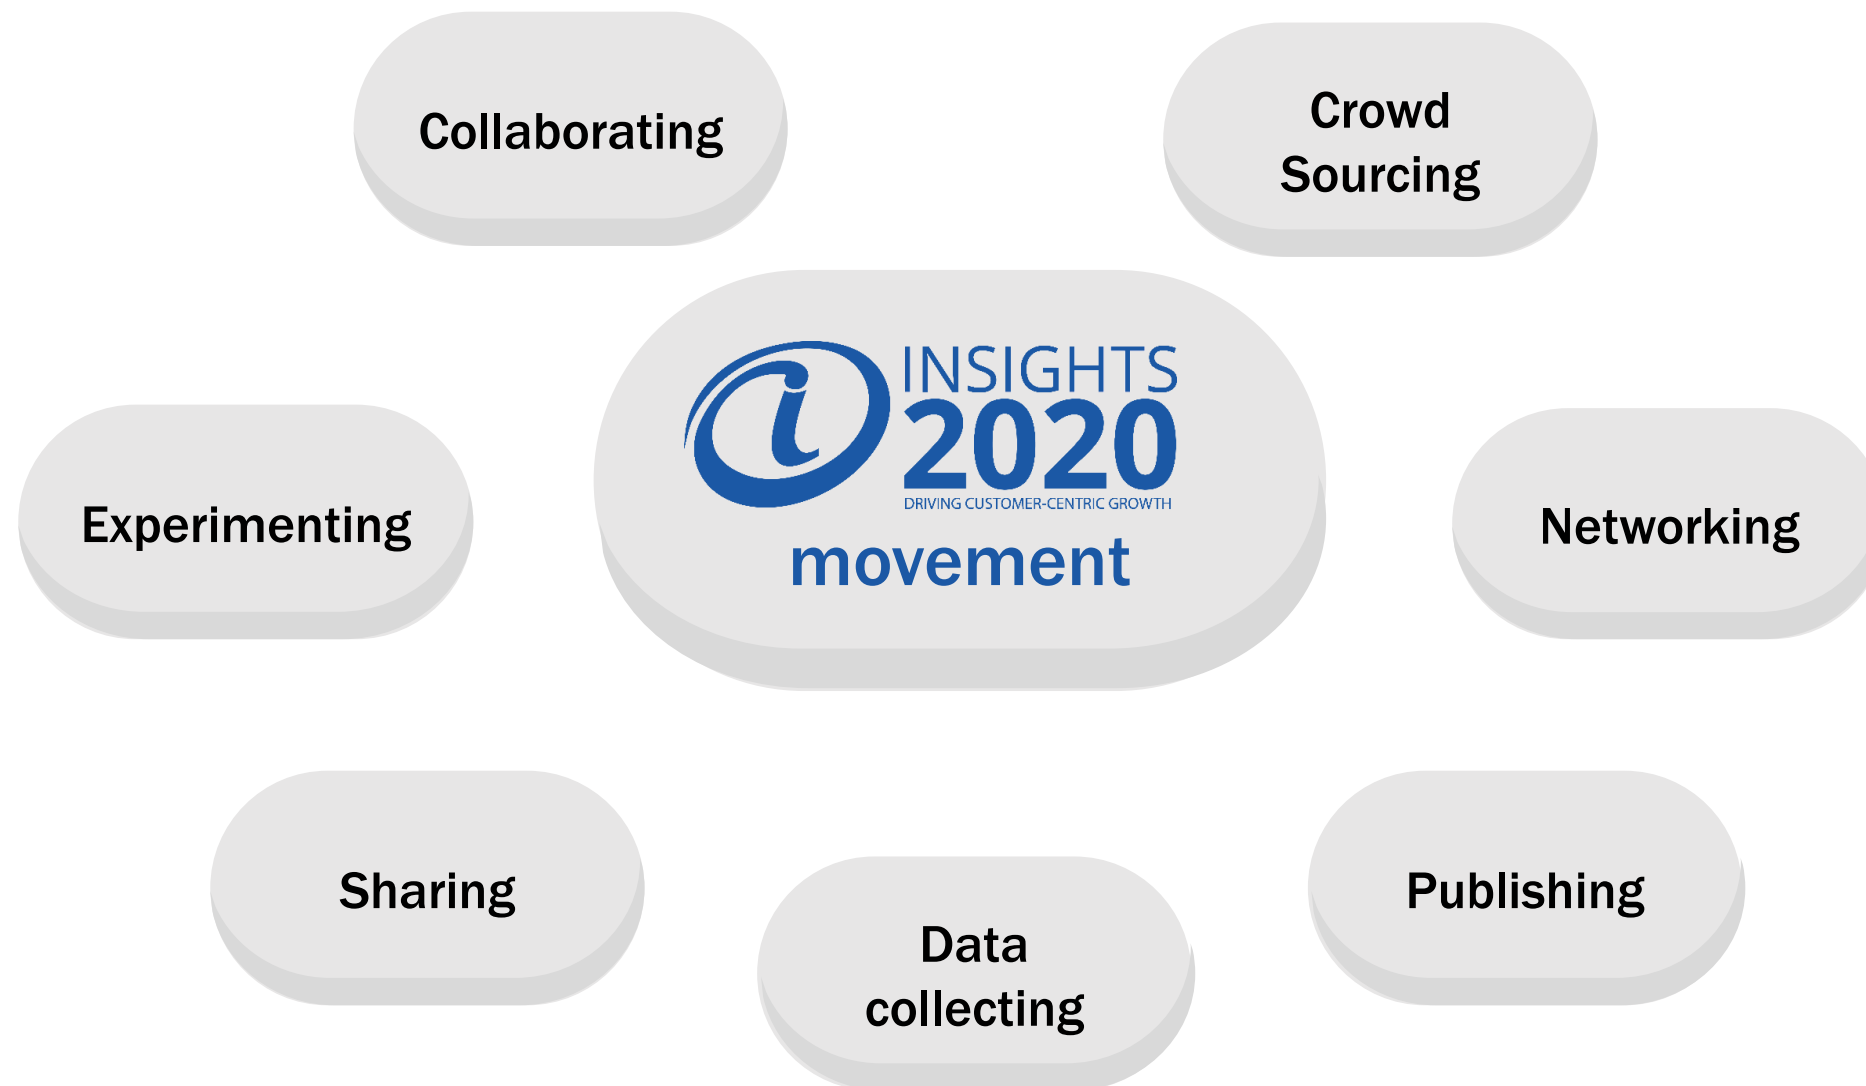 Collaborating
Crowd
Sourcing
INSIGHTS
2020
DRIVING CUSTOMER-CENTRIC GROWTH
movement
Experimenting
Networking
Sharing
Data
collecting
Publishing